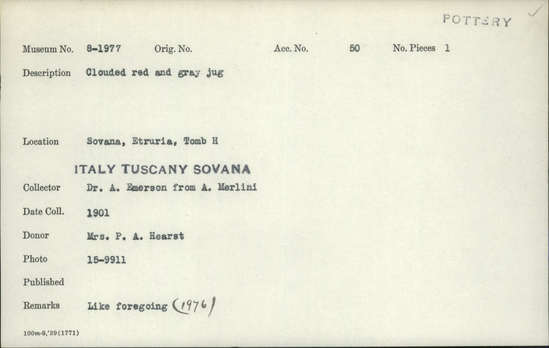 POTTERY ✓
Museum No. 8-1977 Orig. No. Acc. No. 50 No. Pieces 1
Description Clouded red and gray jug
Location Sovana, Etruria, Tomb H
ITALY TUSCANY SOVANA
Collector Dr. A. Emerson from A. Merlini
Date Coll. 1901
Donor Mrs. P. A. Hearst
Photo 15-9911
Published
Remarks Like foregoing (1976)
100m-8,'29(1771)